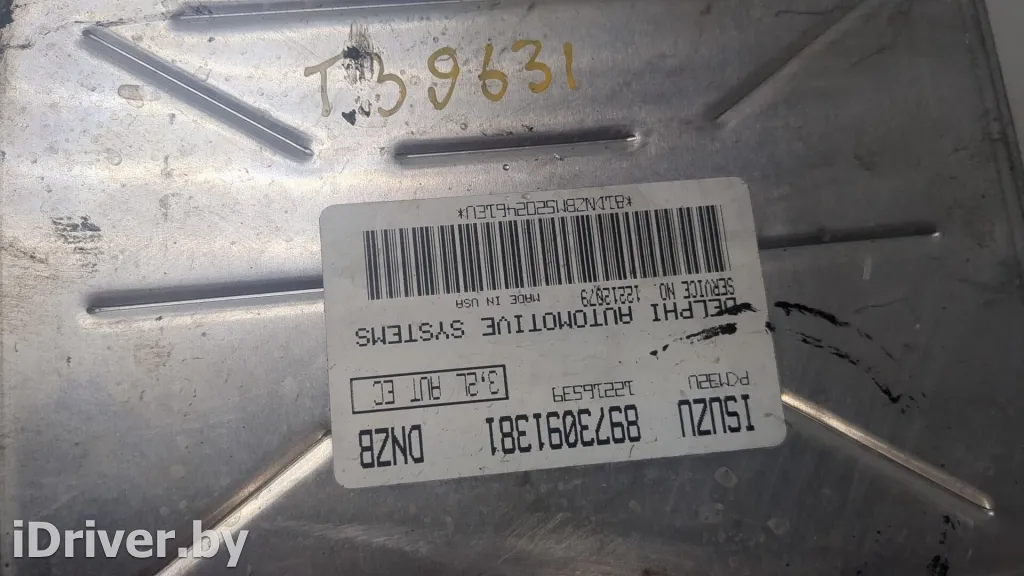 T39631
ISUZU 8973091381 DNZB
PCM32U 12216539 3,2L AUT EC
DELPHI AUTOMOTIVE SYSTEMS
SERVICE NO. 12212079 MADE IN USA
iDriver.by